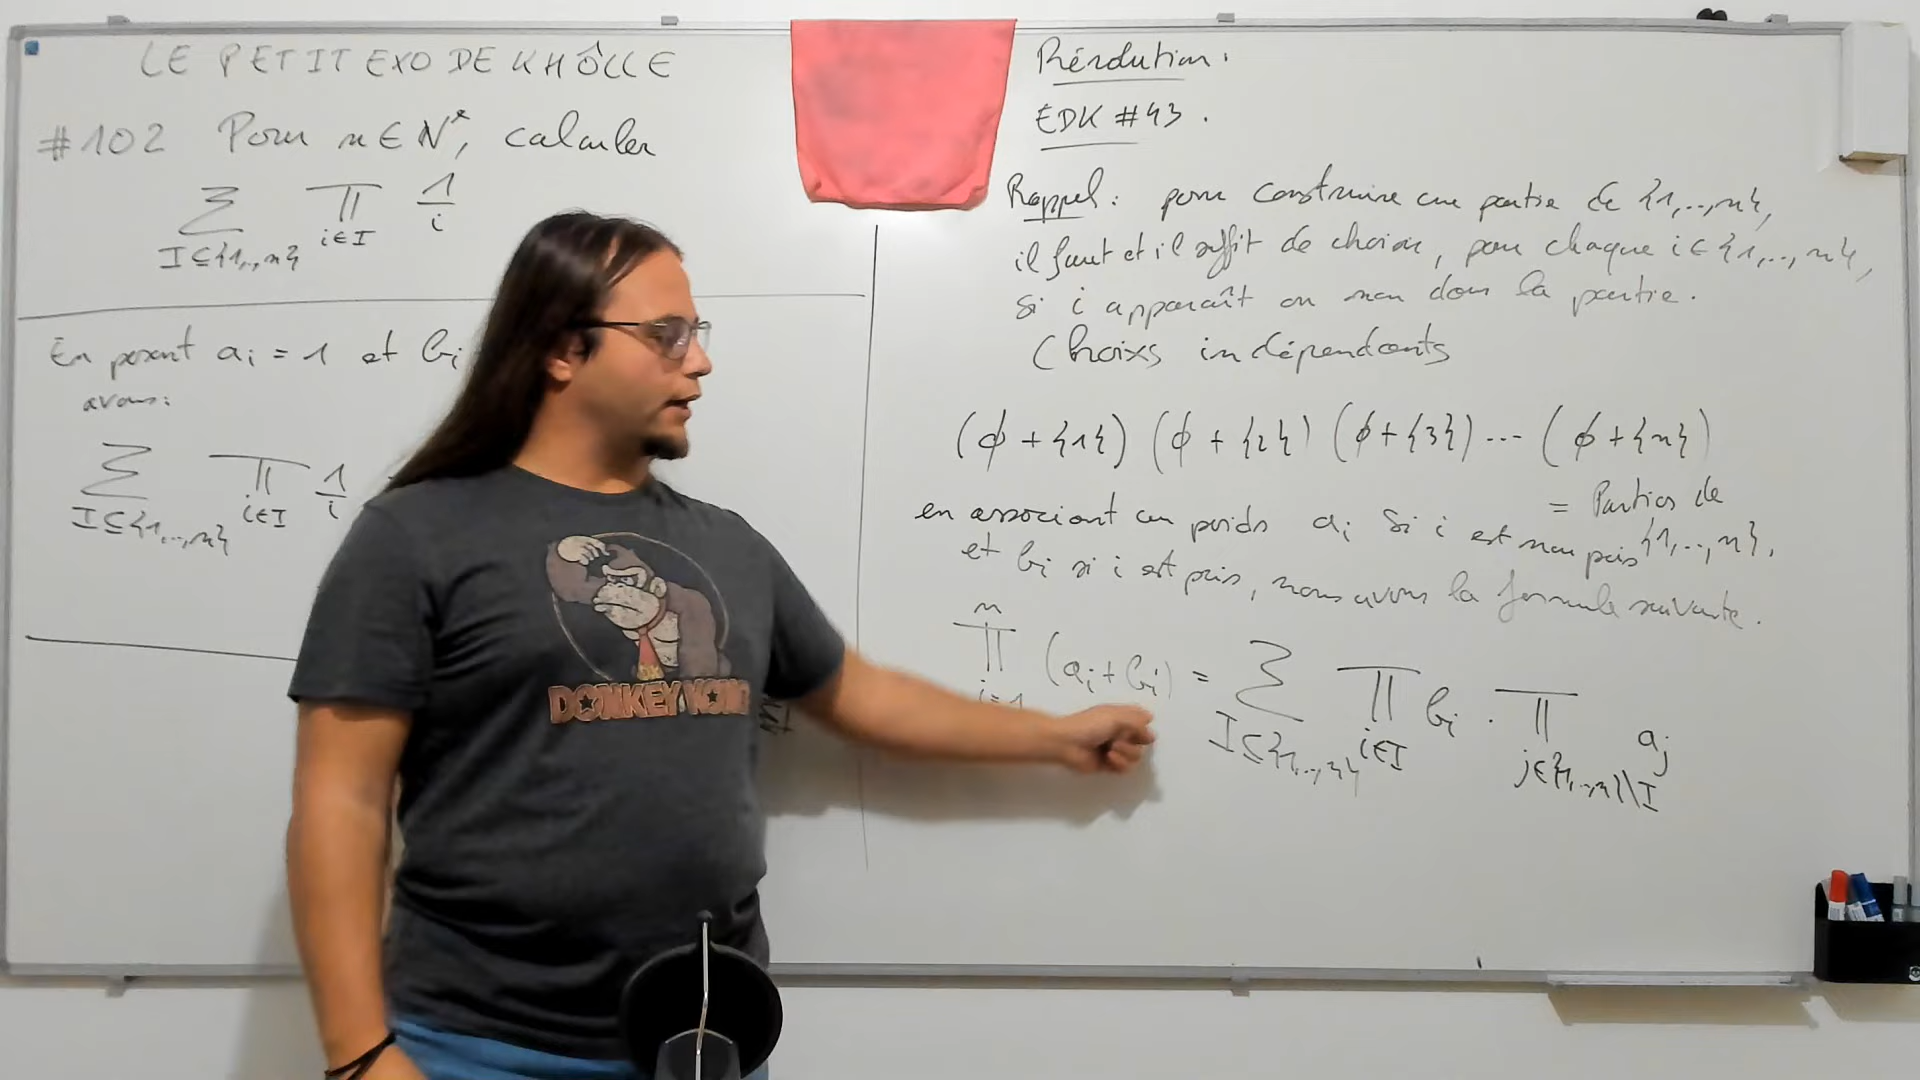 LE PETIT EXO DE KHÔLLE
#102 Pour n ∈ N*, calculer
∑ ∏ 1/i
I⊆{1,..,n} i∈I
En posant aᵢ = 1 et bᵢ
avons:
∑ ∏ 1/i
I⊆{1,..,n} i∈I
DONKEY KONG
Résolution:
EDK #43.
Rappel: pour construire une partie de {1,..,n},
il faut et il suffit de choisir, pour chaque i ∈ {1,..,n},
si i apparaît ou non dans la partie.
Choixs indépendants
(ϕ + {1}) (ϕ + {2}) (ϕ + {3}) ... (ϕ + {n})
= Parties de
{1,..,n}.
en associant un poids aᵢ si i est non pris
et bᵢ si i est pris, nous avons la formule suivante.
n
∏ (aᵢ + bᵢ) = ∑ ∏ bᵢ . ∏ aⱼ
i=1 I⊆{1,..,n} i∈I j∈{1,..,n}\I